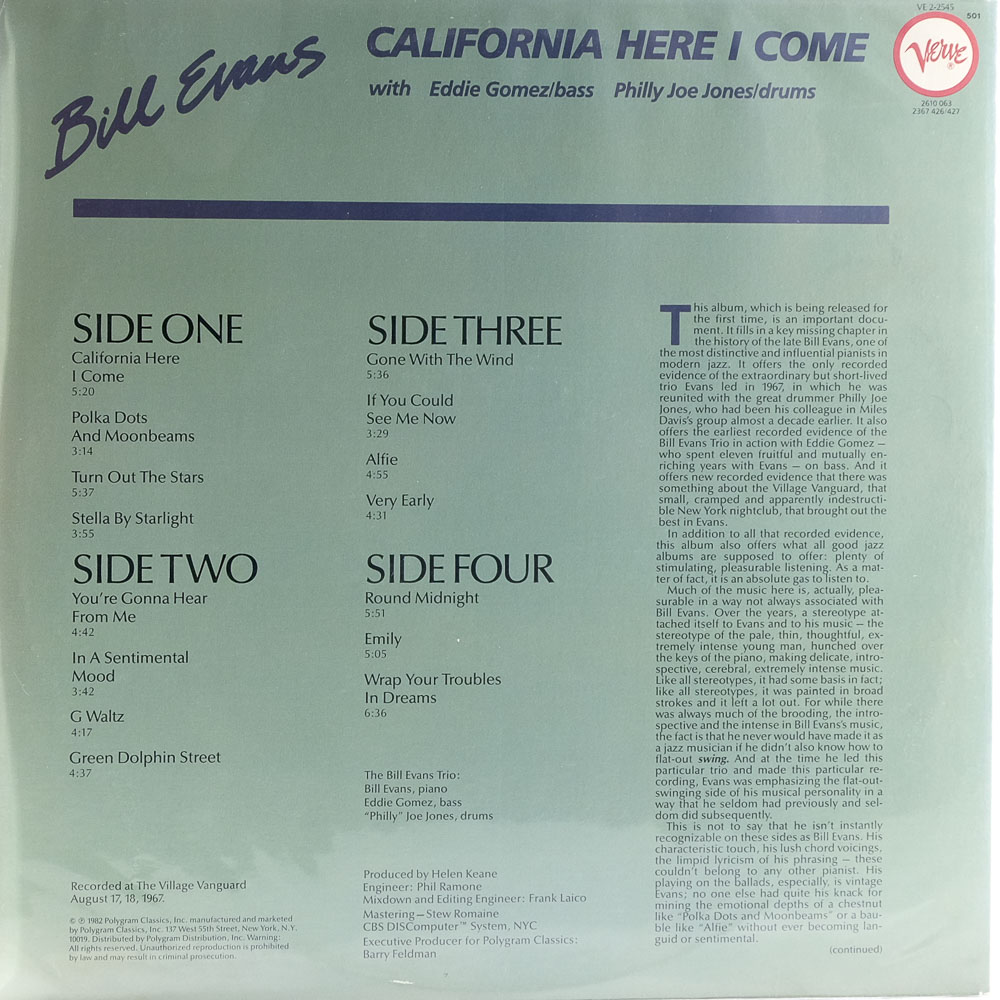 Bill Evans
CALIFORNIA HERE I COME
with Eddie Gomez/bass Philly Joe Jones/drums
VE 2-2545
501
Verve
®
2610 063
2367 426/427
SIDE ONE
California Here
I Come
5:20
Polka Dots
And Moonbeams
3:14
Turn Out The Stars
5:37
Stella By Starlight
3:55
SIDE TWO
You're Gonna Hear
From Me
4:42
In A Sentimental
Mood
3:42
G Waltz
4:17
Green Dolphin Street
4:37
Recorded at The Village Vanguard
August 17, 18, 1967.
© ℗ 1982 Polygram Classics, Inc. manufactured and marketed
by Polygram Classics, Inc. 137 West 55th Street, New York, N.Y.
10019. Distributed by Polygram Distribution, Inc. Warning:
All rights reserved. Unauthorized reproduction is prohibited
by law and may result in criminal prosecution.
SIDE THREE
Gone With The Wind
5:36
If You Could
See Me Now
3:29
Alfie
4:55
Very Early
4:31
SIDE FOUR
Round Midnight
5:51
Emily
5:05
Wrap Your Troubles
In Dreams
6:36
The Bill Evans Trio:
Bill Evans, piano
Eddie Gomez, bass
"Philly" Joe Jones, drums
Produced by Helen Keane
Engineer: Phil Ramone
Mixdown and Editing Engineer: Frank Laico
Mastering—Stew Romaine
CBS DISComputer™ System, NYC
Executive Producer for Polygram Classics:
Barry Feldman
This album, which is being released for
the first time, is an important docu-
ment. It fills in a key missing chapter in
the history of the late Bill Evans, one of
the most distinctive and influential pianists in
modern jazz. It offers the only recorded
evidence of the extraordinary but short-lived
trio Evans led in 1967, in which he was
reunited with the great drummer Philly Joe
Jones, who had been his colleague in Miles
Davis's group almost a decade earlier. It also
offers the earliest recorded evidence of the
Bill Evans Trio in action with Eddie Gomez —
who spent eleven fruitful and mutually en-
riching years with Evans — on bass. And it
offers new recorded evidence that there was
something about the Village Vanguard, that
small, cramped and apparently indestructi-
ble New York nightclub, that brought out the
best in Evans.
In addition to all that recorded evidence,
this album also offers what all good jazz
albums are supposed to offer: plenty of
stimulating, pleasurable listening. As a mat-
ter of fact, it is an absolute gas to listen to.
Much of the music here is, actually, plea-
surable in a way not always associated with
Bill Evans. Over the years, a stereotype at-
tached itself to Evans and to his music — the
stereotype of the pale, thin, thoughtful, ex-
tremely intense young man, hunched over
the keys of the piano, making delicate, intro-
spective, cerebral, extremely intense music.
Like all stereotypes, it had some basis in fact;
like all stereotypes, it was painted in broad
strokes and it left a lot out. For while there
was always much of the brooding, the intro-
spective and the intense in Bill Evans's music,
the fact is that he never would have made it as
a jazz musician if he didn't also know how to
flat-out swing. And at the time he led this
particular trio and made this particular re-
cording, Evans was emphasizing the flat-out-
swinging side of his musical personality in a
way that he seldom had previously and sel-
dom did subsequently.
This is not to say that he isn't instantly
recognizable on these sides as Bill Evans. His
characteristic touch, his lush chord voicings,
the limpid lyricism of his phrasing — these
couldn't belong to any other pianist. His
playing on the ballads, especially, is vintage
Evans; no one else had quite his knack for
mining the emotional depths of a chestnut
like "Polka Dots and Moonbeams" or a bau-
ble like "Alfie" without ever becoming lan-
guid or sentimental.
(continued)